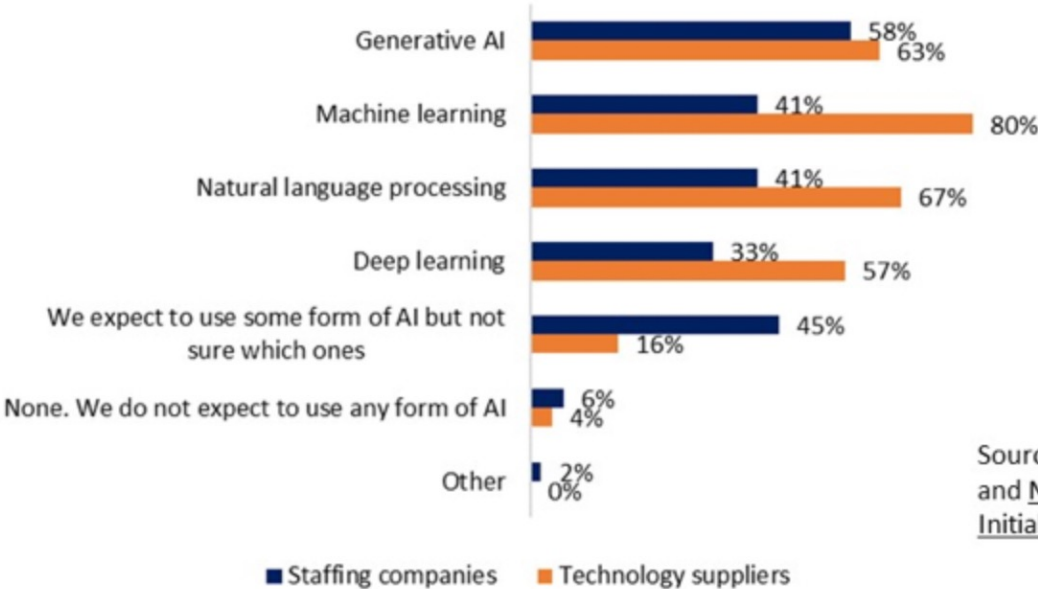 Generative AI
58%
63%
Machine learning
41%
80%
Natural language processing
41%
67%
Deep learning
33%
57%
We expect to use some form of AI but not
sure which ones
45%
16%
None. We do not expect to use any form of AI
6%
4%
Other
2%
0%
and
Staffing companies
Technology suppliers